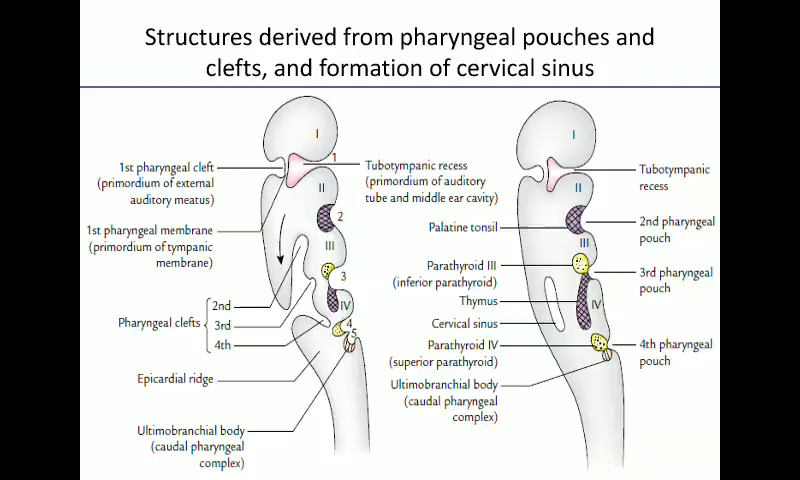 Structures derived from pharyngeal pouches and
clefts, and formation of cervical sinus
I
1
II
2
III
3
IV
4
5
1st pharyngeal cleft
(primordium of external
auditory meatus)
1st pharyngeal membrane
(primordium of tympanic
membrane)
Pharyngeal clefts
2nd
3rd
4th
Epicardial ridge
Ultimobranchial body
(caudal pharyngeal
complex)
Tubotympanic recess
(primordium of auditory
tube and middle ear cavity)
Palatine tonsil
Parathyroid III
(inferior parathyroid)
Thymus
Cervical sinus
Parathyroid IV
(superior parathyroid)
Ultimobranchial body
(caudal pharyngeal
complex)
I
II
III
IV
Tubotympanic
recess
2nd pharyngeal
pouch
3rd pharyngeal
pouch
4th pharyngeal
pouch